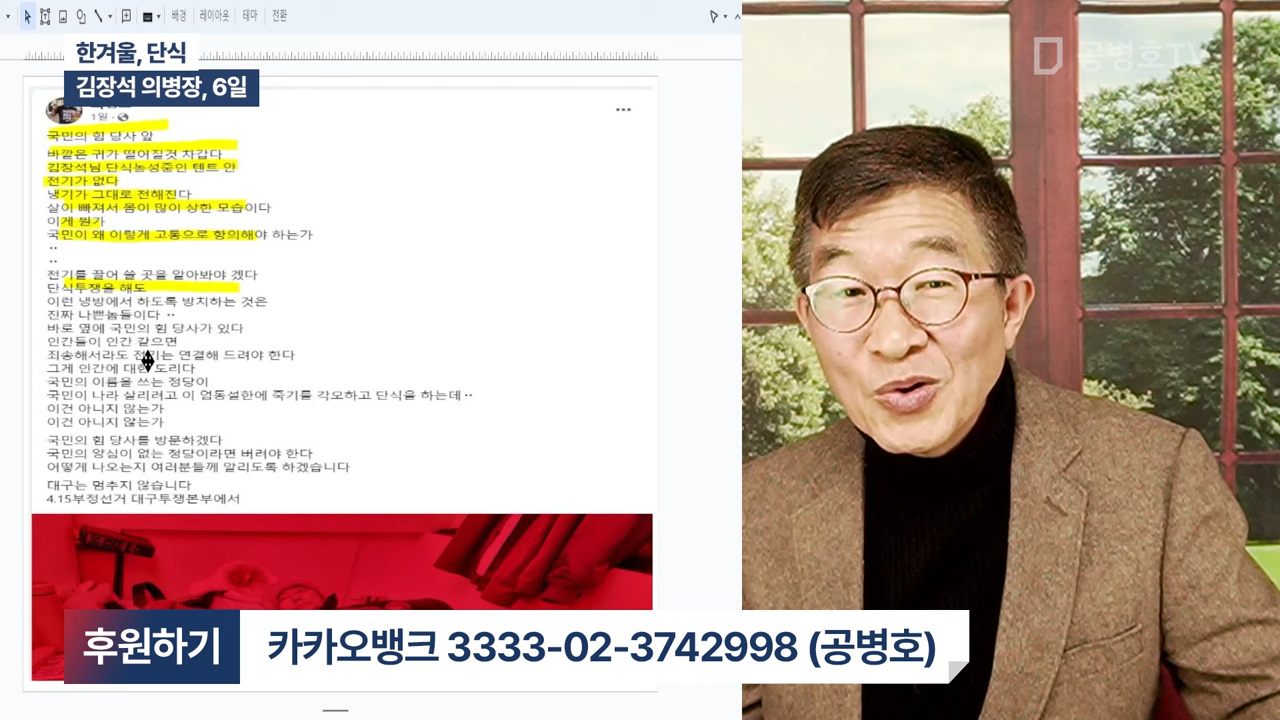 배경 레이아웃 테마 전환
한겨울, 단식
김장석 의병장, 6일
공병호TV
1월 ·
국민의 힘 당사 앞
바깥은 귀가 떨어질것 차갑다
김장석님 단식농성중인 텐트 안
전기가 없다
냉기가 그대로 전해진다
살이 빠져서 몸이 많이 상한 모습이다
이게 뭔가
국민이 왜 이렇게 고통으로 항의해야 하는가
..
..
전기를 끌어 쓸 곳을 알아봐야 겠다
단식투쟁을 해도
이런 냉방에서 하도록 방치하는 것은
진짜 나쁜놈들이다 ..
바로 옆에 국민의 힘 당사가 있다
인간들이 인간 같으면
죄송해서라도 전기는 연결해 드려야 한다
그게 인간에 대한 도리다
국민의 이름을 쓰는 정당이
국민이 나라 살리려고 이 엄동설한에 죽기를 각오하고 단식을 하는데..
이건 아니지 않는가
이건 아니지 않는가
국민의 힘 당사를 방문하겠다
국민의 양심이 없는 정당이라면 버려야 한다
어떻게 나오는지 여러분들께 알리도록 하겠습니다
대구는 멈추지 않습니다
4.15부정선거 대구투쟁본부에서
후원하기 카카오뱅크 3333-02-3742998 (공병호)